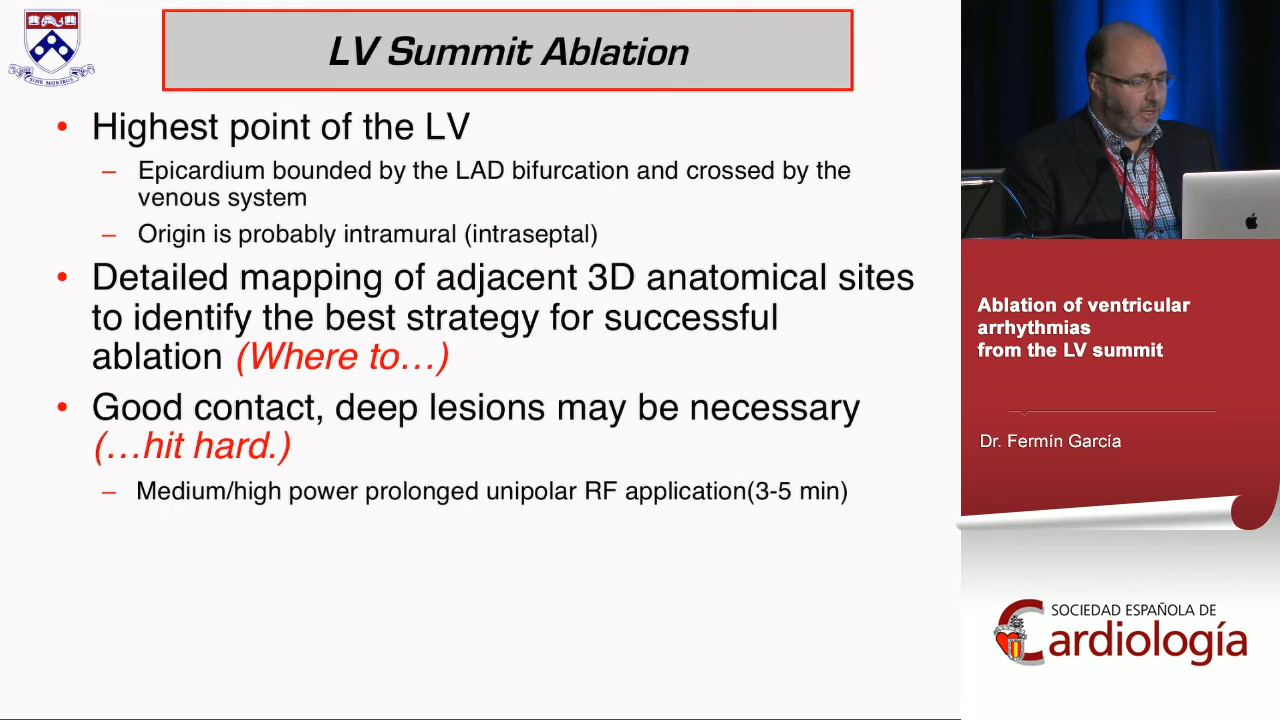 LV Summit Ablation
• Highest point of the LV
– Epicardium bounded by the LAD bifurcation and crossed by the
venous system
– Origin is probably intramural (intraseptal)
• Detailed mapping of adjacent 3D anatomical sites
to identify the best strategy for successful
ablation (Where to…)
• Good contact, deep lesions may be necessary
(…hit hard.)
– Medium/high power prolonged unipolar RF application(3-5 min)
Ablation of ventricular
arrhythmias
from the LV summit
Dr. Fermín García
SOCIEDAD ESPAÑOLA DE
Cardiología